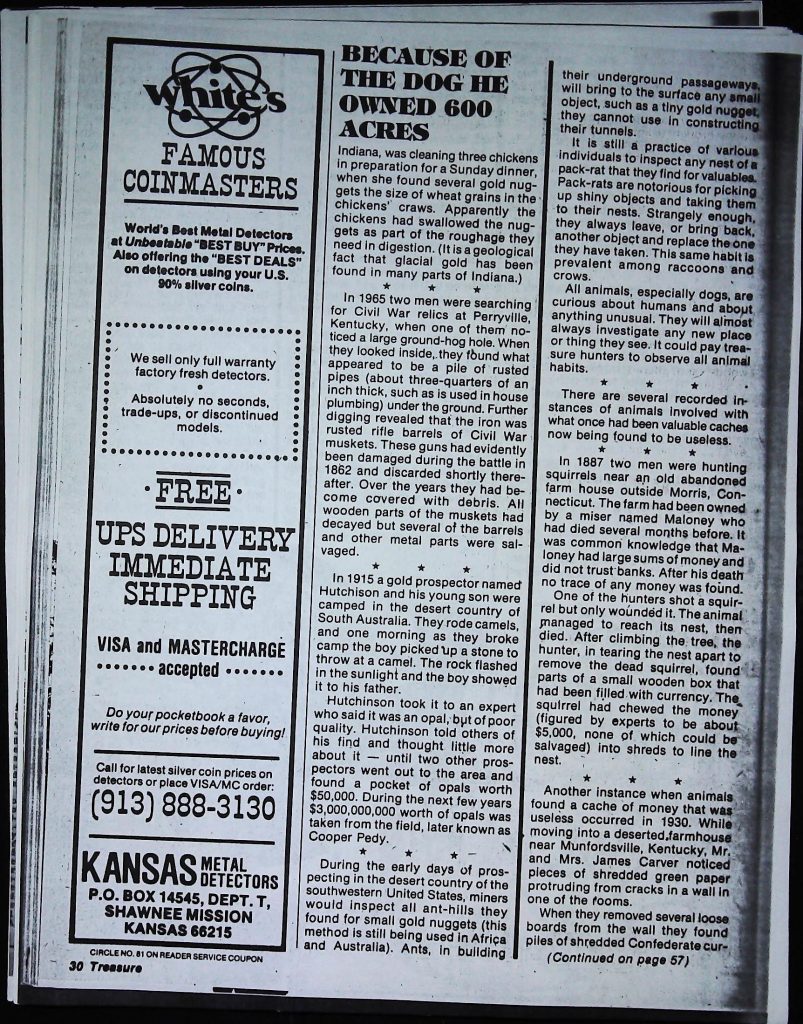 White's
FAMOUS
COINMASTERS
World's Best Metal Detectors
at Unbeatable "BEST BUY" Prices.
Also offering the "BEST DEALS"
on detectors using your U.S.
90% silver coins.
We sell only full warranty
factory fresh detectors.
•
Absolutely no seconds,
trade-ups, or discontinued
models.
·FREE·
UPS DELIVERY
IMMEDIATE
SHIPPING
VISA and MASTERCHARGE
······· accepted ·······
Do your pocketbook a favor,
write for our prices before buying!
Call for latest silver coin prices on
detectors or place VISA/MC order:
(913) 888-3130
KANSAS METAL
DETECTORS
P.O. BOX 14545, DEPT. T,
SHAWNEE MISSION
KANSAS 66215
CIRCLE NO. 81 ON READER SERVICE COUPON
30 Treasure
BECAUSE OF
THE DOG HE
OWNED 600
ACRES
Indiana, was cleaning three chickens
in preparation for a Sunday dinner,
when she found several gold nug-
gets the size of wheat grains in the
chickens' craws. Apparently the
chickens had swallowed the nug-
gets as part of the roughage they
need in digestion. (It is a geological
fact that glacial gold has been
found in many parts of Indiana.)
* * *
In 1965 two men were searching
for Civil War relics at Perryville,
Kentucky, when one of them no-
ticed a large ground-hog hole. When
they looked inside, they found what
appeared to be a pile of rusted
pipes (about three-quarters of an
inch thick, such as is used in house
plumbing) under the ground. Further
digging revealed that the iron was
rusted rifle barrels of Civil War
muskets. These guns had evidently
been damaged during the battle in
1862 and discarded shortly there-
after. Over the years they had be-
come covered with debris. All
wooden parts of the muskets had
decayed but several of the barrels
and other metal parts were sal-
vaged.
* * *
In 1915 a gold prospector named
Hutchison and his young son were
camped in the desert country of
South Australia. They rode camels,
and one morning as they broke
camp the boy picked up a stone to
throw at a camel. The rock flashed
in the sunlight and the boy showed
it to his father.
Hutchinson took it to an expert
who said it was an opal, but of poor
quality. Hutchinson told others of
his find and thought little more
about it — until two other pros-
pectors went out to the area and
found a pocket of opals worth
$50,000. During the next few years
$3,000,000,000 worth of opals was
taken from the field, later known as
Cooper Pedy.
* * *
During the early days of pros-
pecting in the desert country of the
southwestern United States, miners
would inspect all ant-hills they
found for small gold nuggets (this
method is still being used in Africa
and Australia). Ants, in building
their underground passageways,
will bring to the surface any small
object, such as a tiny gold nugget,
they cannot use in constructing
their tunnels.
It is still a practice of various
individuals to inspect any nest of a
pack-rat that they find for valuables.
Pack-rats are notorious for picking
up shiny objects and taking them
to their nests. Strangely enough,
they always leave, or bring back,
another object and replace the one
they have taken. This same habit is
prevalent among raccoons and
crows.
All animals, especially dogs, are
curious about humans and about
anything unusual. They will almost
always investigate any new place
or thing they see. It could pay trea-
sure hunters to observe all animal
habits.
* * *
There are several recorded in-
stances of animals involved with
what once had been valuable caches
now being found to be useless.
* * *
In 1887 two men were hunting
squirrels near an old abandoned
farm house outside Morris, Con-
necticut. The farm had been owned
by a miser named Maloney who
had died several months before. It
was common knowledge that Ma-
loney had large sums of money and
did not trust banks. After his death
no trace of any money was found.
One of the hunters shot a squir-
rel but only wounded it. The animal
managed to reach its nest, then
died. After climbing the tree, the
hunter, in tearing the nest apart to
remove the dead squirrel, found
parts of a small wooden box that
had been filled with currency. The
squirrel had chewed the money
(figured by experts to be about
$5,000, none of which could be
salvaged) into shreds to line the
nest.
* * *
Another instance when animals
found a cache of money that was
useless occurred in 1930. While
moving into a deserted farmhouse
near Munfordsville, Kentucky, Mr.
and Mrs. James Carver noticed
pieces of shredded green paper
protruding from cracks in a wall in
one of the rooms.
When they removed several loose
boards from the wall they found
piles of shredded Confederate cur-
(Continued on page 57)